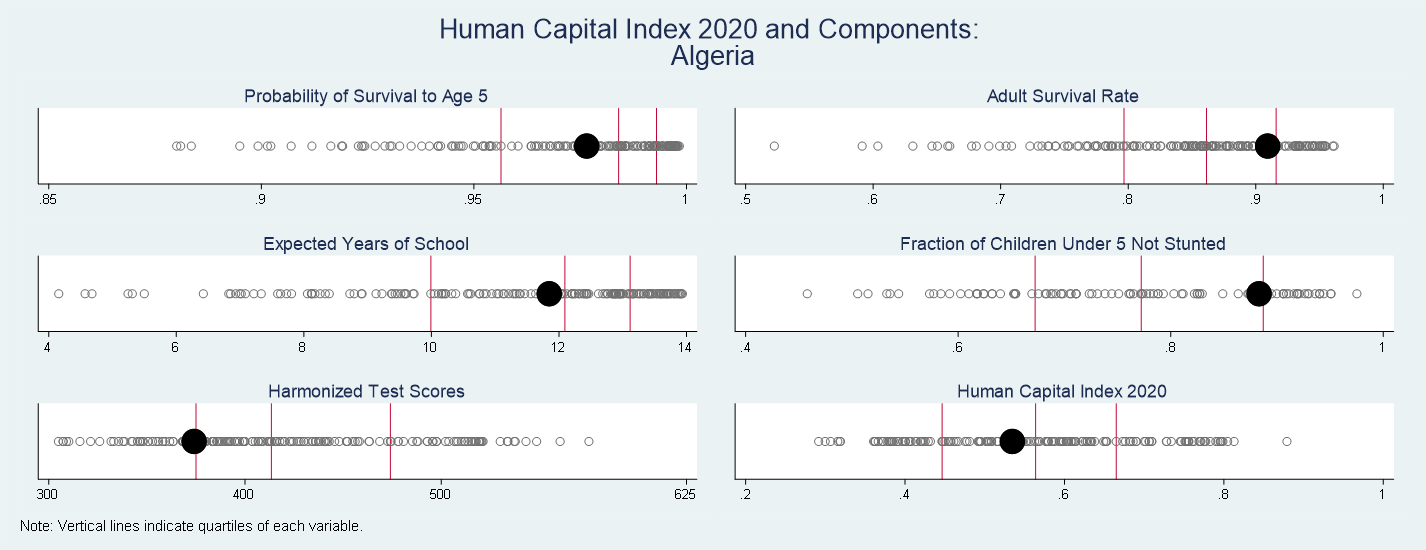 Human Capital Index 2020 and Components:
Algeria
Probability of Survival to Age 5
.85 .9 .95 1
Adult Survival Rate
.5 .6 .7 .8 .9 1
Expected Years of School
4 6 8 10 12 14
Fraction of Children Under 5 Not Stunted
.4 .6 .8 1
Harmonized Test Scores
300 400 500 625
Human Capital Index 2020
.2 .4 .6 .8 1
Note: Vertical lines indicate quartiles of each variable.